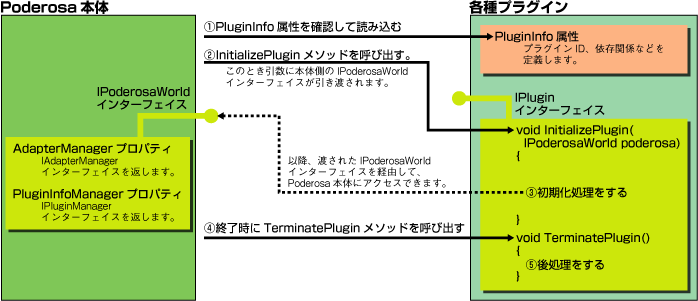 Poderosa 本体
各種プラグイン
①PluginInfo 属性を確認して読み込む
PluginInfo 属性
プラグイン ID、依存関係などを
定義します。
②InitializePlugin メソッドを呼び出す。
このとき引数に本体側の IPoderosaWorld
インターフェイスが引き渡されます。
IPoderosaWorld
インターフェイス
IPlugin
インターフェイス
AdapterManager プロパティ
IAdapterManager
インターフェイスを返します。
PluginInfoManager プロパティ
IPluginManager
インターフェイスを返します。
void InitializePlugin(
IPoderosaWorld poderosa)
{
以降、渡された IPoderosaWorld
インターフェイスを経由して、
Poderosa 本体にアクセスできます。
③初期化処理をする
}
④終了時に TerminatePlugin メソッドを呼び出す
void TerminatePlugin()
{
⑤後処理をする
}